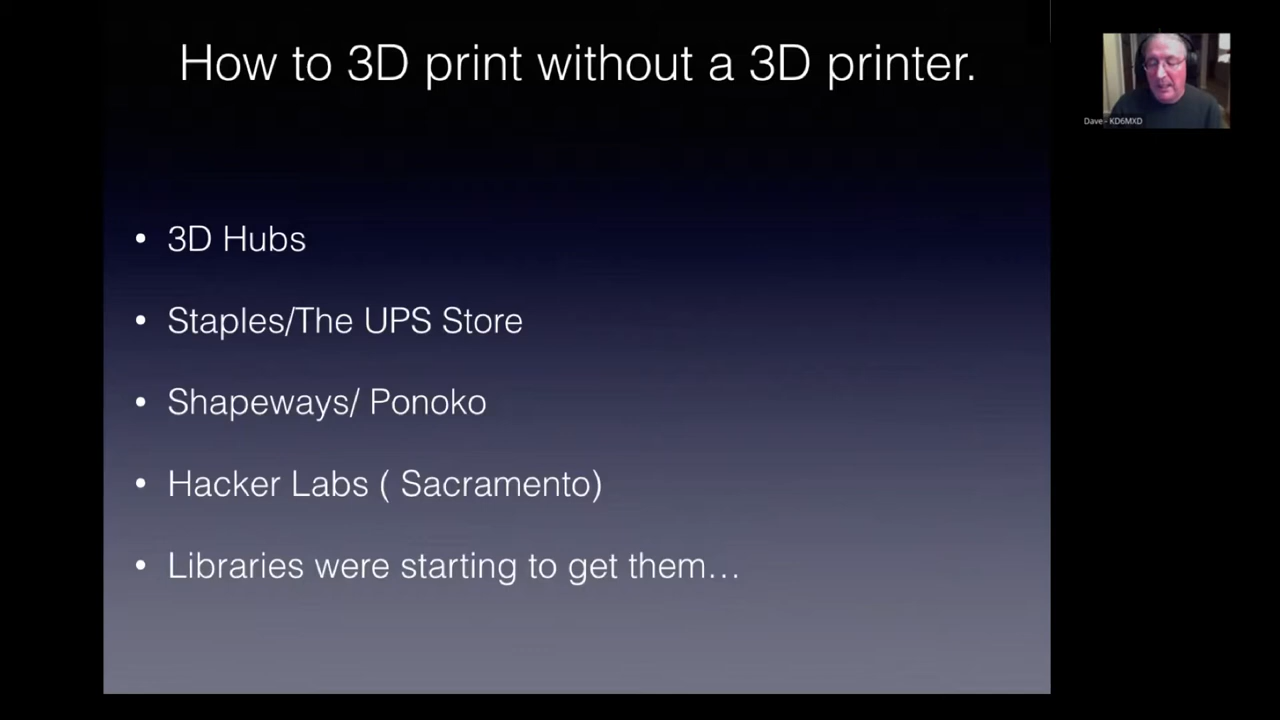 How to 3D print without a 3D printer.
Dave - KD6MXD
• 3D Hubs
• Staples/The UPS Store
• Shapeways/ Ponoko
• Hacker Labs ( Sacramento)
• Libraries were starting to get them…